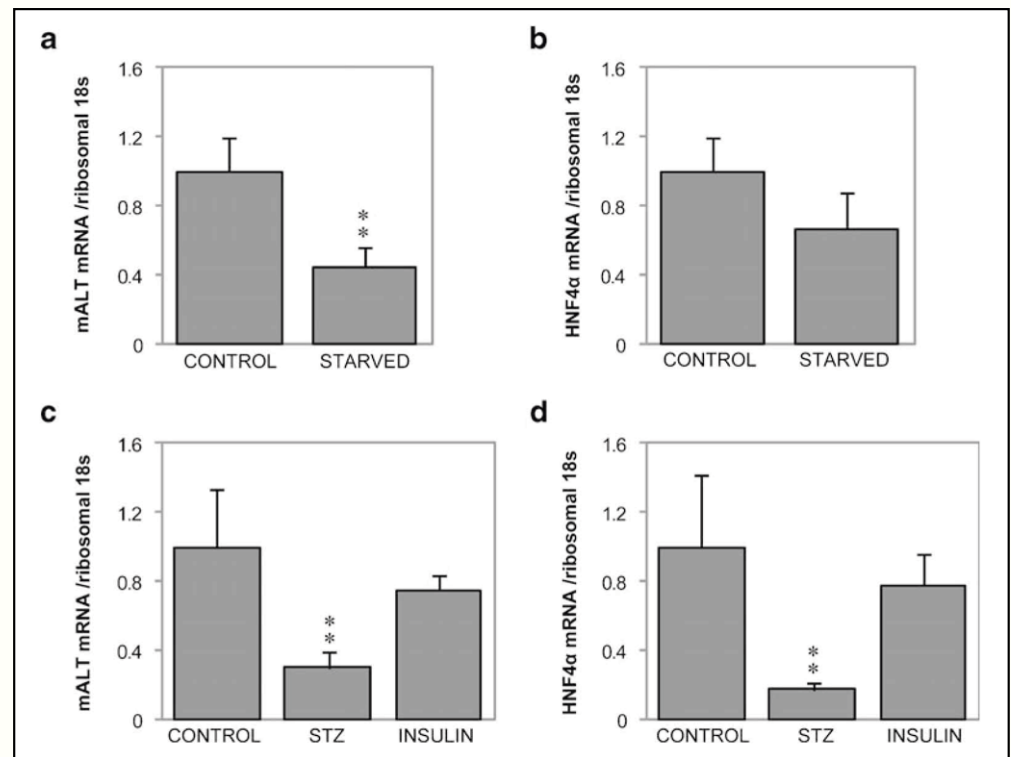 a
mALT mRNA /ribosomal 18s
1.6
1.2
0.8
0.4
0
**
CONTROL STARVED
b
HNF4α mRNA /ribosomal 18s
1.6
1.2
0.8
0.4
0
CONTROL STARVED
c
mALT mRNA /ribosomal 18s
1.6
1.2
0.8
0.4
0
**
CONTROL STZ INSULIN
d
HNF4α mRNA /ribosomal 18s
1.6
1.2
0.8
0.4
0
**
CONTROL STZ INSULIN